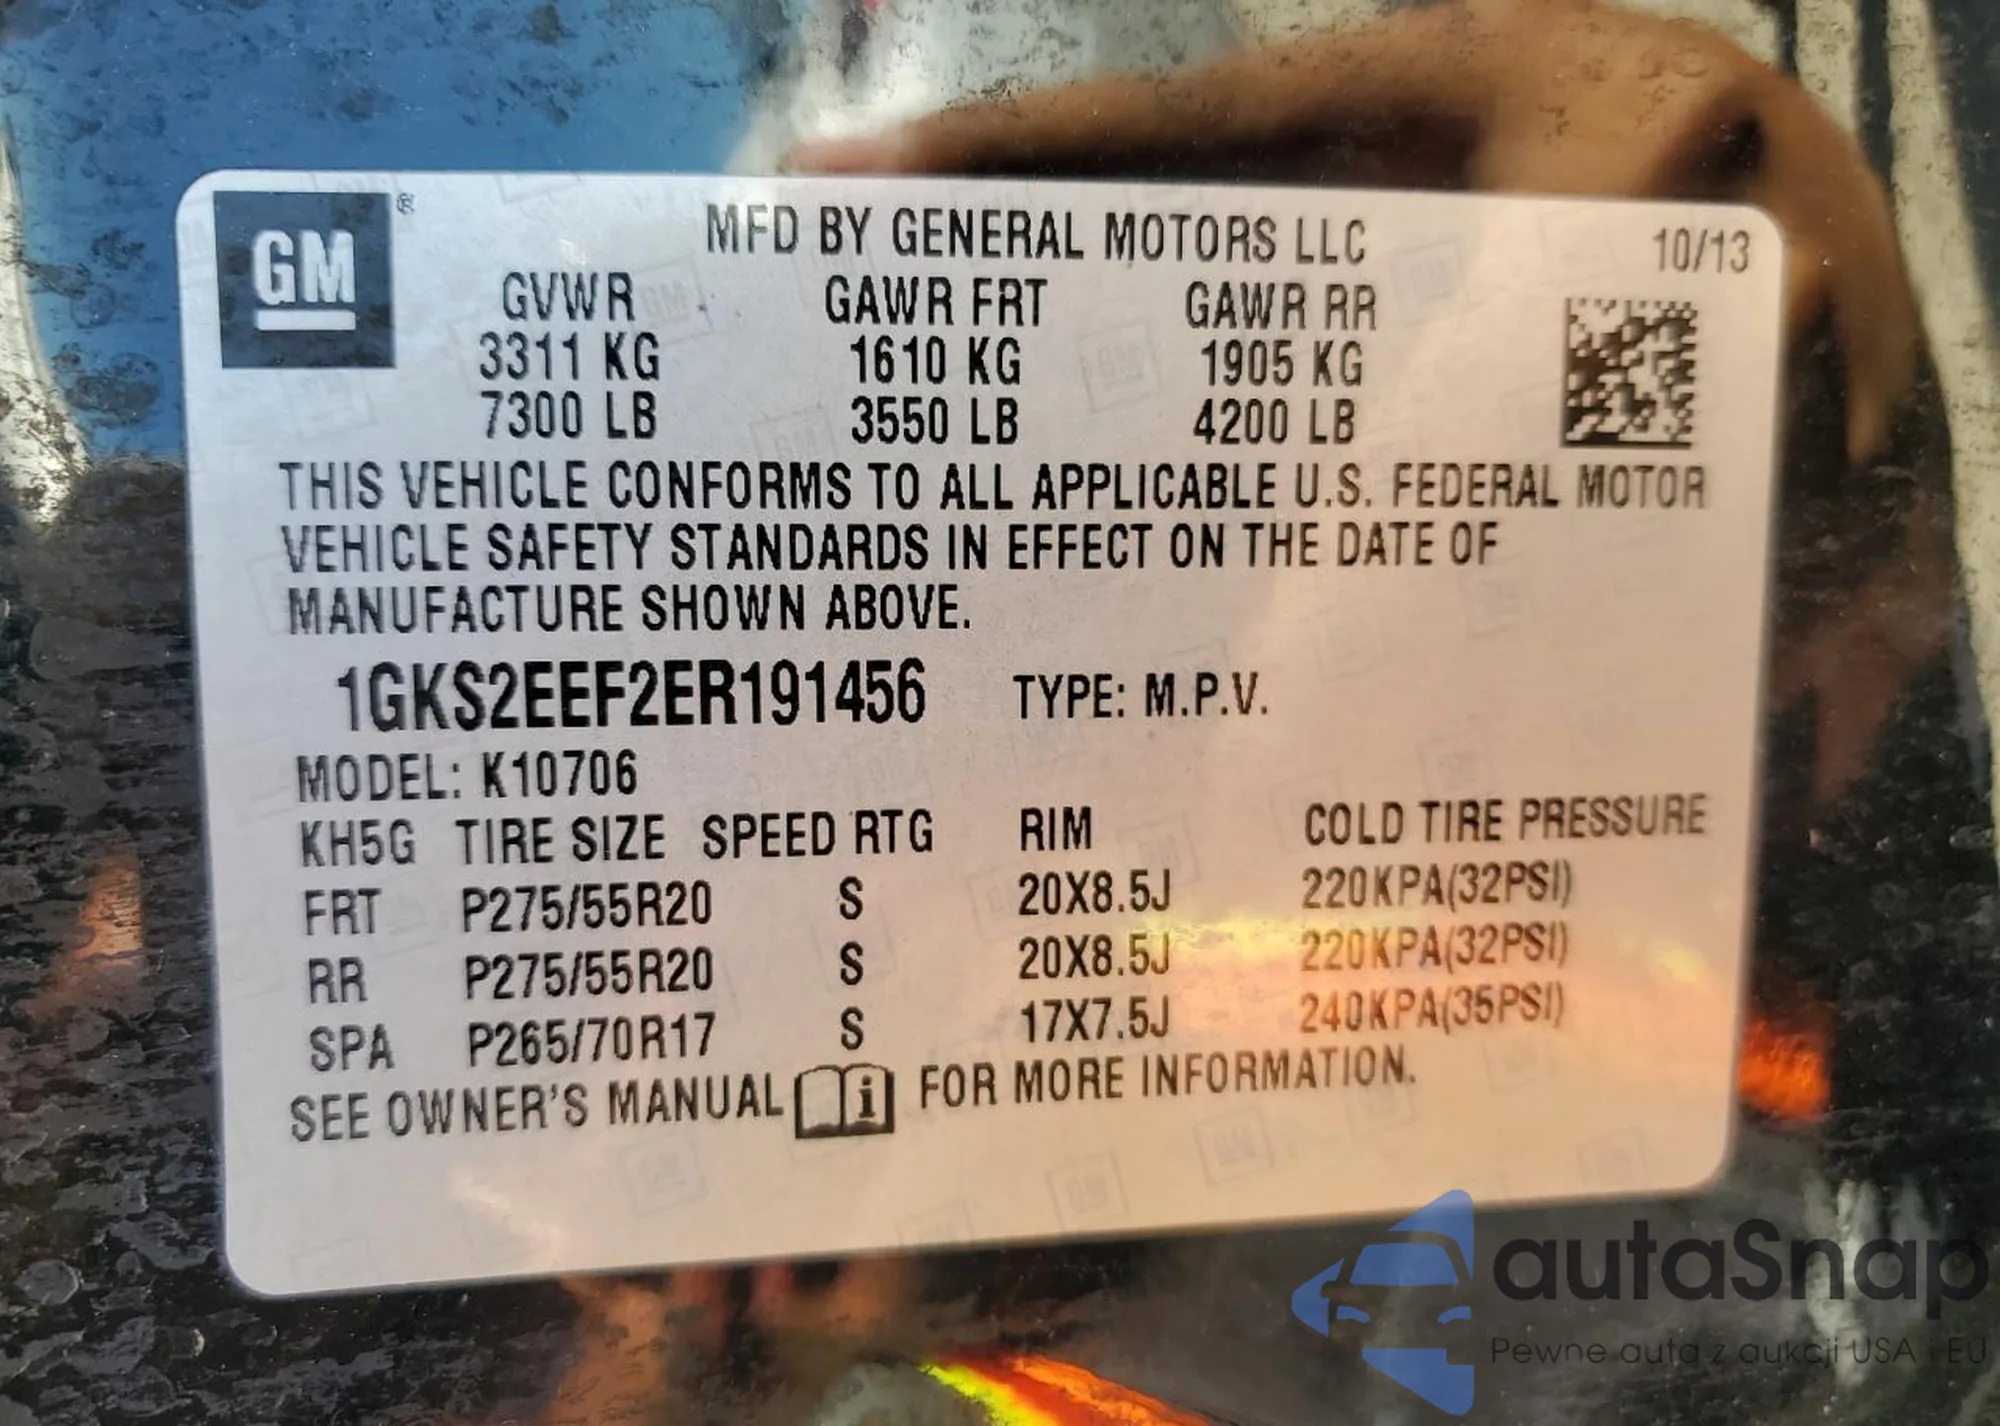 GM ®
MFD BY GENERAL MOTORS LLC 10/13
GVWR GAWR FRT GAWR RR
3311 KG 1610 KG 1905 KG
7300 LB 3550 LB 4200 LB
THIS VEHICLE CONFORMS TO ALL APPLICABLE U.S. FEDERAL MOTOR
VEHICLE SAFETY STANDARDS IN EFFECT ON THE DATE OF
MANUFACTURE SHOWN ABOVE.
1GKS2EEF2ER191456 TYPE: M.P.V.
MODEL: K10706
KH5G TIRE SIZE SPEED RTG RIM COLD TIRE PRESSURE
FRT P275/55R20 S 20X8.5J 220KPA(32PSI)
RR P275/55R20 S 20X8.5J 220KPA(32PSI)
SPA P265/70R17 S 17X7.5J 240KPA(35PSI)
SEE OWNER'S MANUAL i FOR MORE INFORMATION.
autaSnap
Pewne auta z aukcji USA i EU